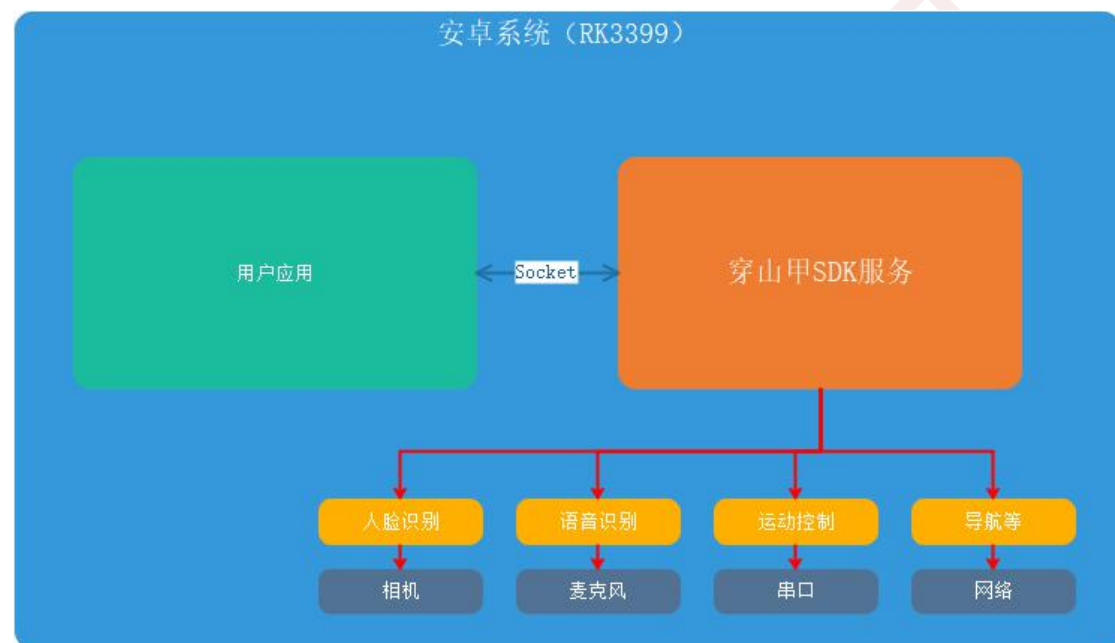 安卓系统（RK3399）
用户应用
Socket
穿山甲SDK服务
人脸识别
语音识别
运动控制
导航等
相机
麦克风
串口
网络